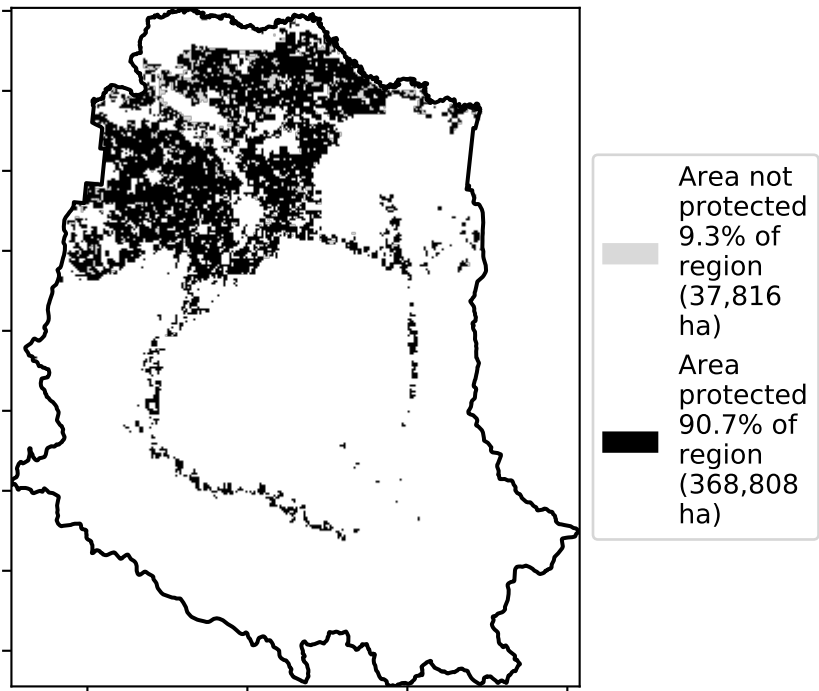 Area not
protected
9.3% of
region
(37,816
ha)
Area
protected
90.7% of
region
(368,808
ha)